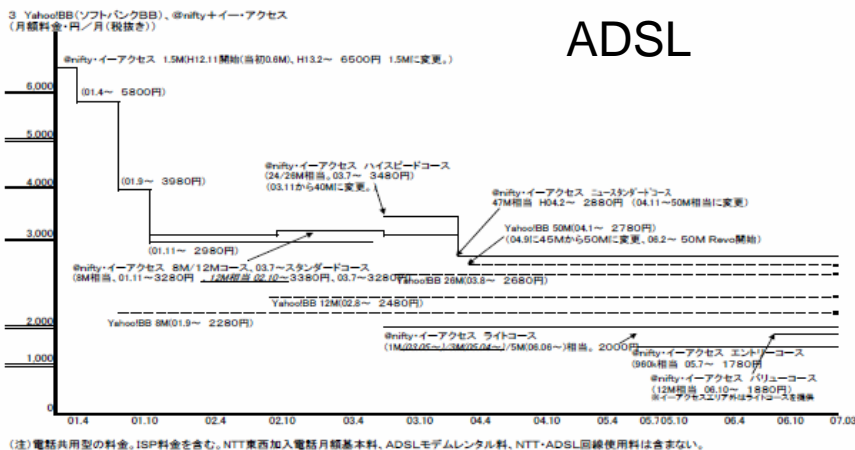 3 Yahoo!BB(ソフトバンクBB)、@nifty+イー・アクセス
(月額料金・円/月(税抜き))
ADSL
@nifty・イーアクセス 1.5M(H12.11開始(当初0.6M)、H13.2~ 6500円 1.5Mに変更。)
6,000
(01.4~ 5800円)
5,000
@nifty・イーアクセス ハイスピードコース
(24/26M相当。03.7~ 3480円)
(03.11から40Mに変更。
4,000
(01.9~ 3980円)
@nifty・イーアクセス ニュースタンダードコース
47M相当 H04.2~ 2880円 (04.11~50M相当に変更)
Yahoo!BB 50M(04.1~ 2780円)
(04.9に45Mから50Mに変更、06.2~ 50M Revo開始)
3,000
(01.11~ 2980円)
@nifty・イーアクセス 8M/12Mコース、03.7~スタンダードコース
(8M相当、01.11~3280円 、12M相当 02.10~3380円、03.7~3280円)
Yahoo!BB 26M(03.8~ 2680円)
Yahoo!BB 12M(02.8~ 2480円)
Yahoo!BB 8M(01.9~ 2280円)
2,000
@nifty・イーアクセス ライトコース
(1M(03.05~)/3M(05.04~)/5M(06.06~)相当。 2000円
@nifty・イーアクセス エントリーコース
(960k相当 05.7~ 1780円)
1,000
@nifty・イーアクセス バリューコース
(12M相当 06.10~ 1880円)
※イーアクセスエリア外はライトコースを提供
0
01.4 01.10 02.4 02.10 03.4 03.10 04.4 04.10 05.4 05.7 05.10 06.4 06.10 07.03
(注)電話共用型の料金。ISP料金を含む。NTT東西加入電話月額基本料、ADSLモデムレンタル料、NTT・ADSL回線使用料は含まない。